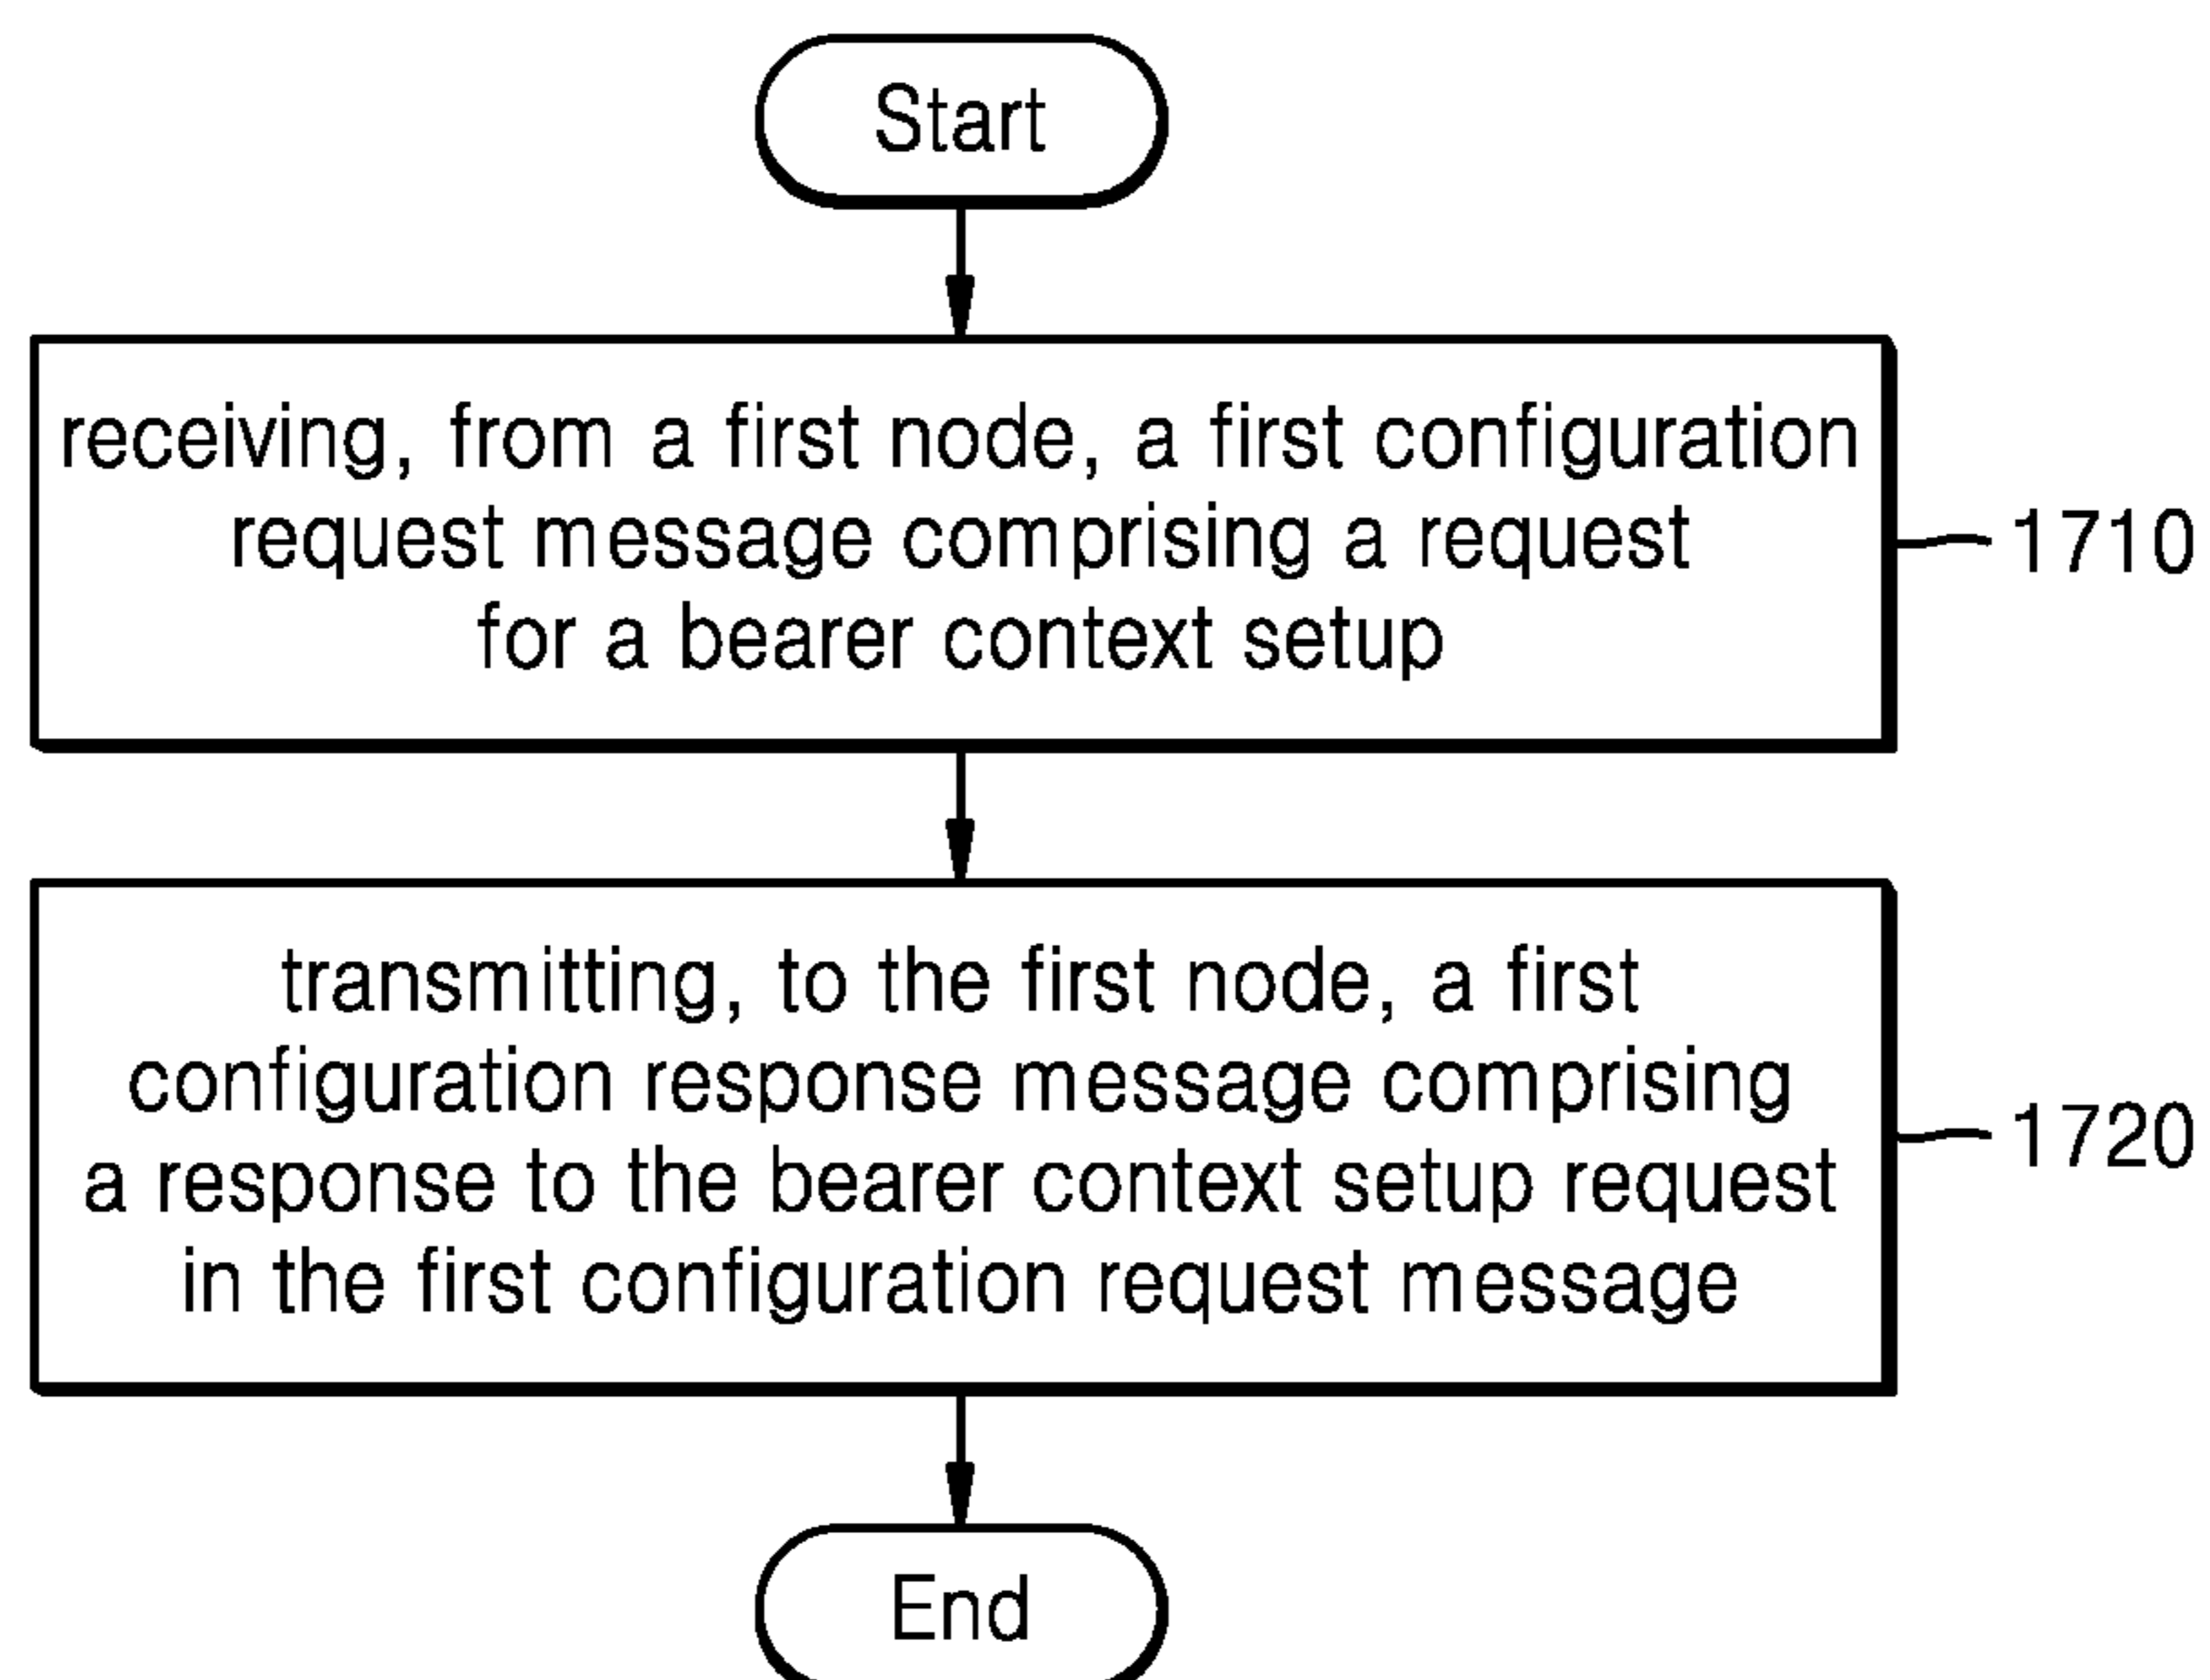 Start
receiving, from a first node, a first configuration
request message comprising a request
for a bearer context setup
1710
transmitting, to the first node, a first
configuration response message comprising
a response to the bearer context setup request
in the first configuration request message
1720
End